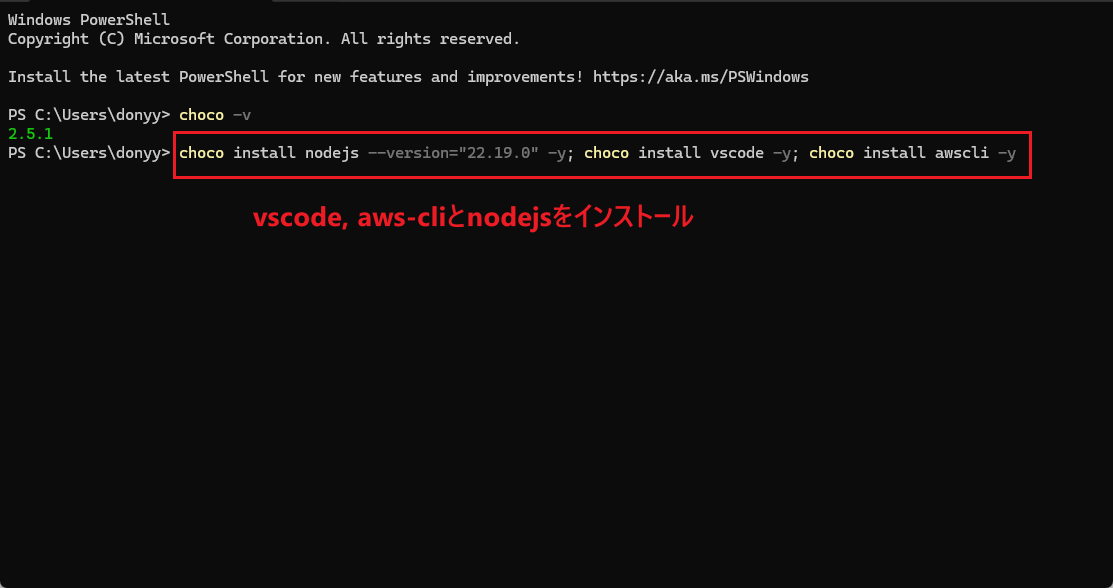 Windows PowerShell
Copyright (C) Microsoft Corporation. All rights reserved.
Install the latest PowerShell for new features and improvements! https://aka.ms/PSWindows
PS C:\Users\donyy> choco -v
2.5.1
PS C:\Users\donyy> choco install nodejs --version="22.19.0" -y; choco install vscode -y; choco install awscli -y
vscode, aws-cliとnodejsをインストール